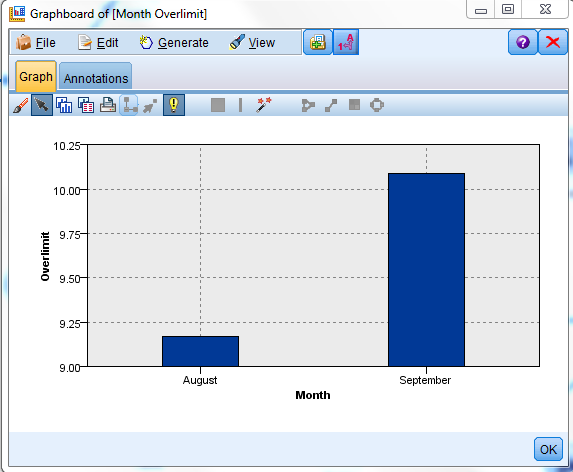 Graphboard of [Month Overlimit]
File Edit Generate View
Graph Annotations
10.25
10.00
9.75
9.50
9.25
9.00
Overlimit
August September
Month
OK